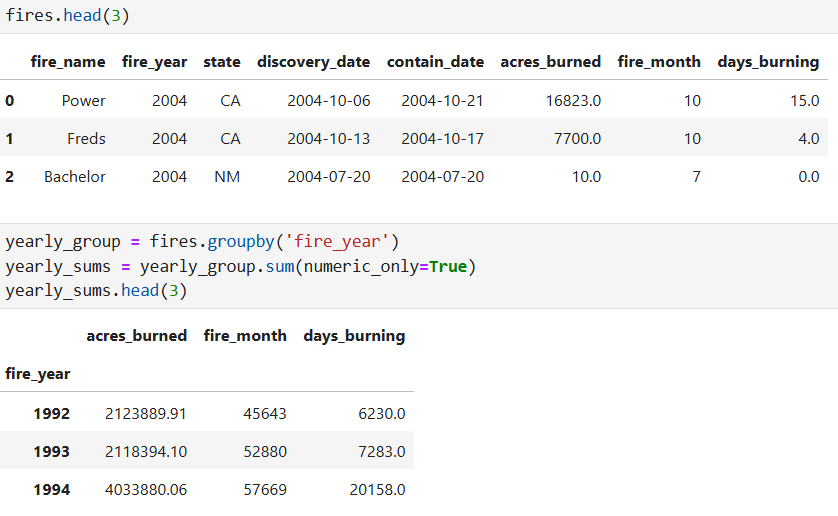 fires.head(3)
fire_name fire_year state discovery_date contain_date acres_burned fire_month days_burning
0 Power 2004 CA 2004-10-06 2004-10-21 16823.0 10 15.0
1 Freds 2004 CA 2004-10-13 2004-10-17 7700.0 10 4.0
2 Bachelor 2004 NM 2004-07-20 2004-07-20 10.0 7 0.0
yearly_group = fires.groupby('fire_year')
yearly_sums = yearly_group.sum(numeric_only=True)
yearly_sums.head(3)
acres_burned fire_month days_burning
fire_year
1992 2123889.91 45643 6230.0
1993 2118394.10 52880 7283.0
1994 4033880.06 57669 20158.0